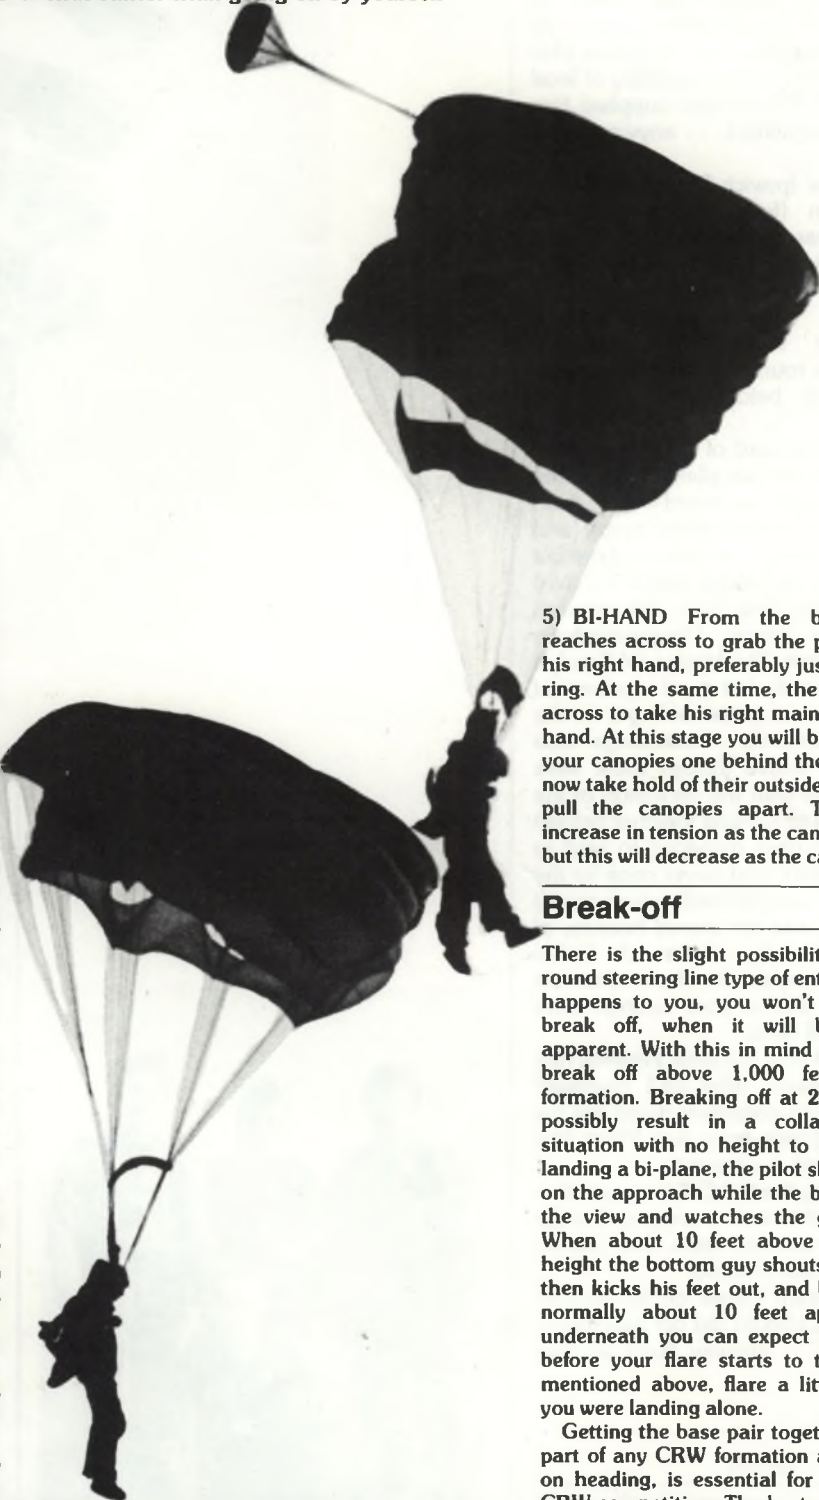 5) BI-HAND From the b
reaches across to grab the p
his right hand, preferably jus
ring. At the same time, the
across to take his right main
hand. At this stage you will b
your canopies one behind the
now take hold of their outside
pull the canopies apart. T
increase in tension as the can
but this will decrease as the ca
Break-off
There is the slight possibilit
round steering line type of ent
happens to you, you won't
break off, when it will b
apparent. With this in mind
break off above 1,000 fe
formation. Breaking off at 2
possibly result in a colla
situation with no height to
landing a bi-plane, the pilot sl
on the approach while the b
the view and watches the g
When about 10 feet above
height the bottom guy shouts
then kicks his feet out, and
normally about 10 feet ap
underneath you can expect
before your flare starts to t
mentioned above, flare a lit
you were landing alone.
Getting the base pair toget
part of any CRW formation a
on heading, is essential for